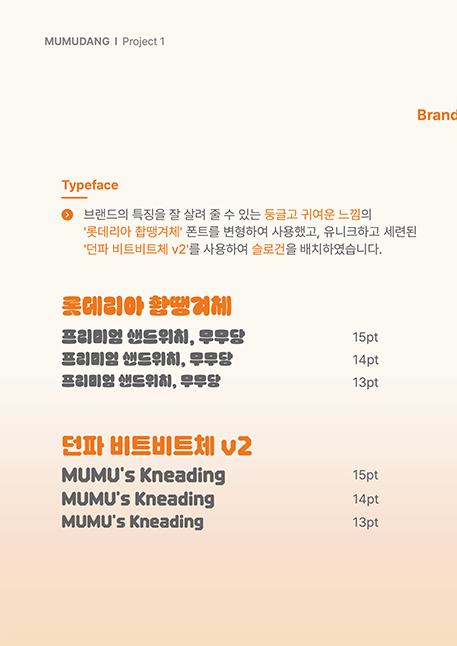 MUMUDANG I Project 1
Brand
Typeface
브랜드의 특징을 잘 살려 줄 수 있는 둥글고 귀여운 느낌의
'롯데리아 촵땡겨체' 폰트를 변형하여 사용했고, 유니크하고 세련된
'던파 비트비트체 v2'를 사용하여 슬로건을 배치하였습니다.
롯데리아 촵땡겨체
프리미엄 샌드위치, 무무당 15pt
프리미엄 샌드위치, 무무당 14pt
프리미엄 샌드위치, 무무당 13pt
던파 비트비트체 v2
MUMU's Kneading 15pt
MUMU's Kneading 14pt
MUMU's Kneading 13pt